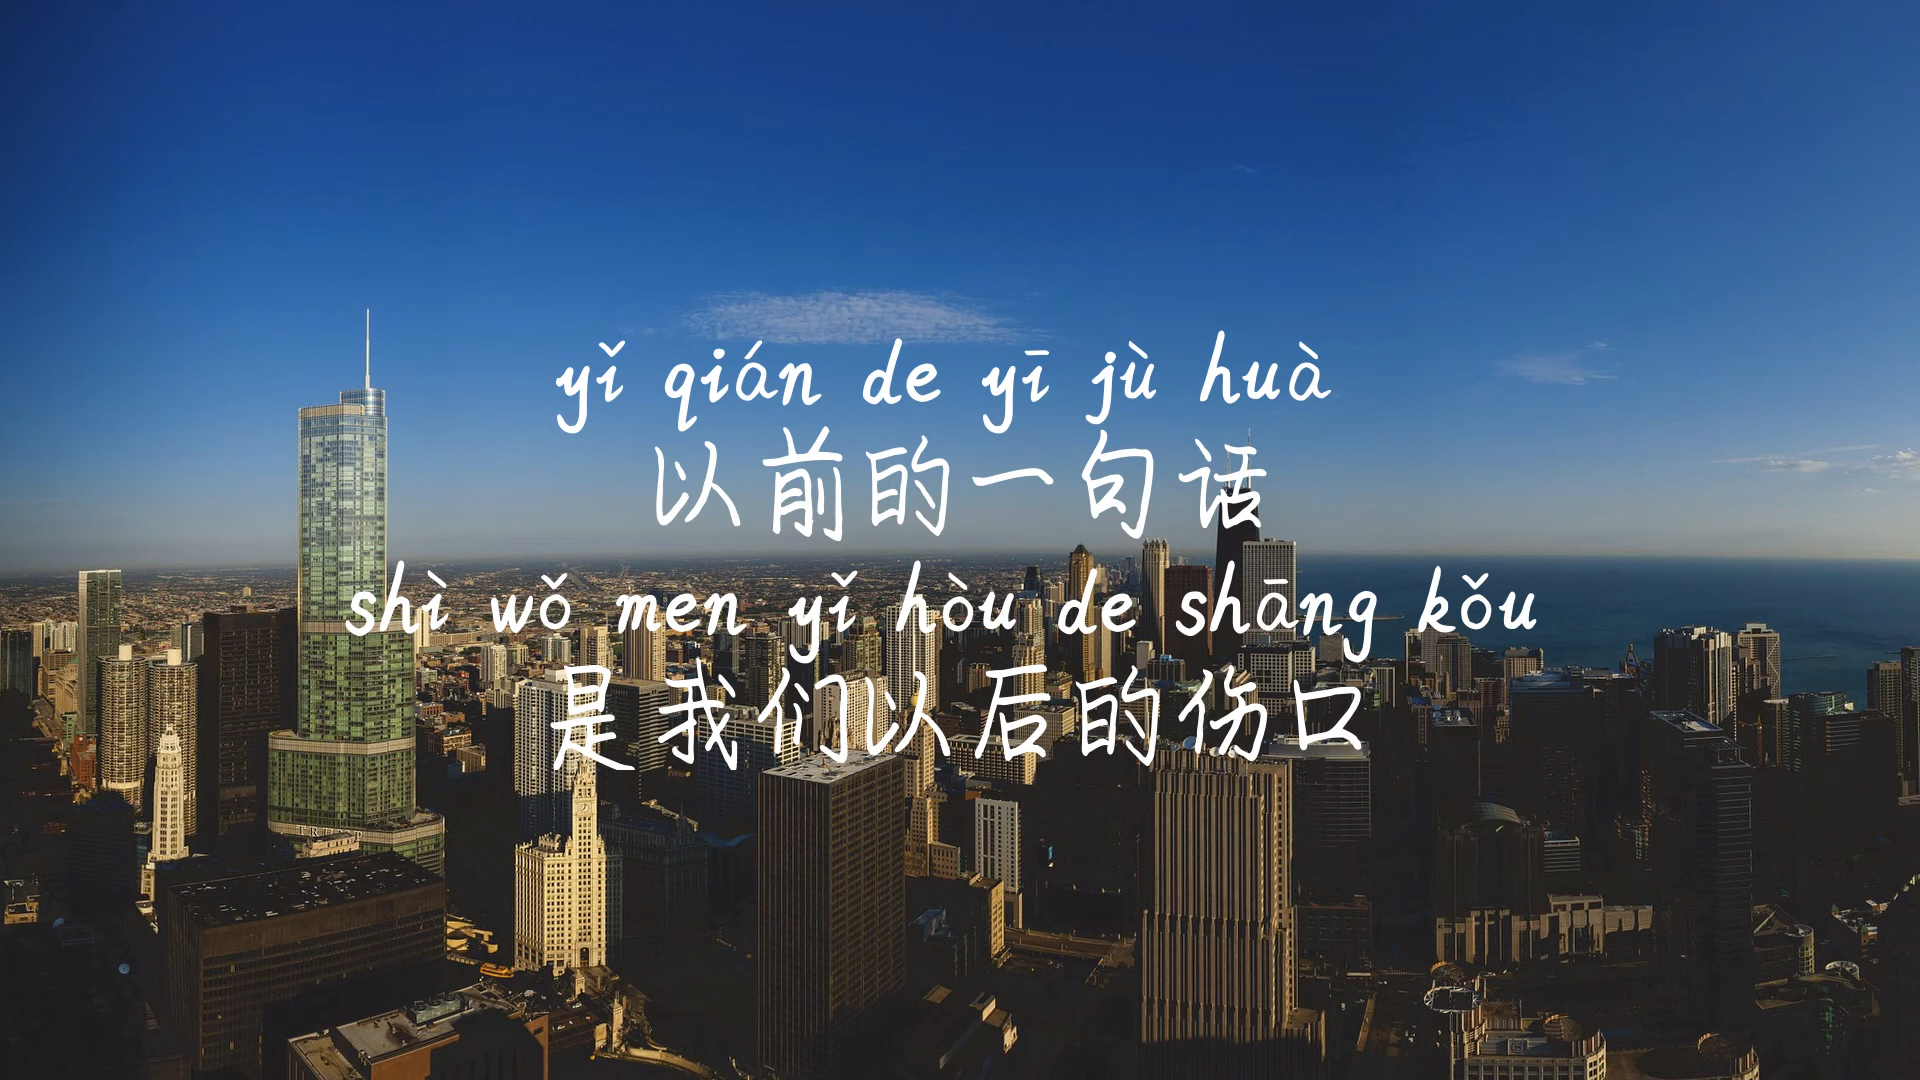 yǐ qián de yī jù huà
以前的一句话
shì wǒ men yǐ hòu de shāng kǒu
是我们以后的伤口
TRUMP